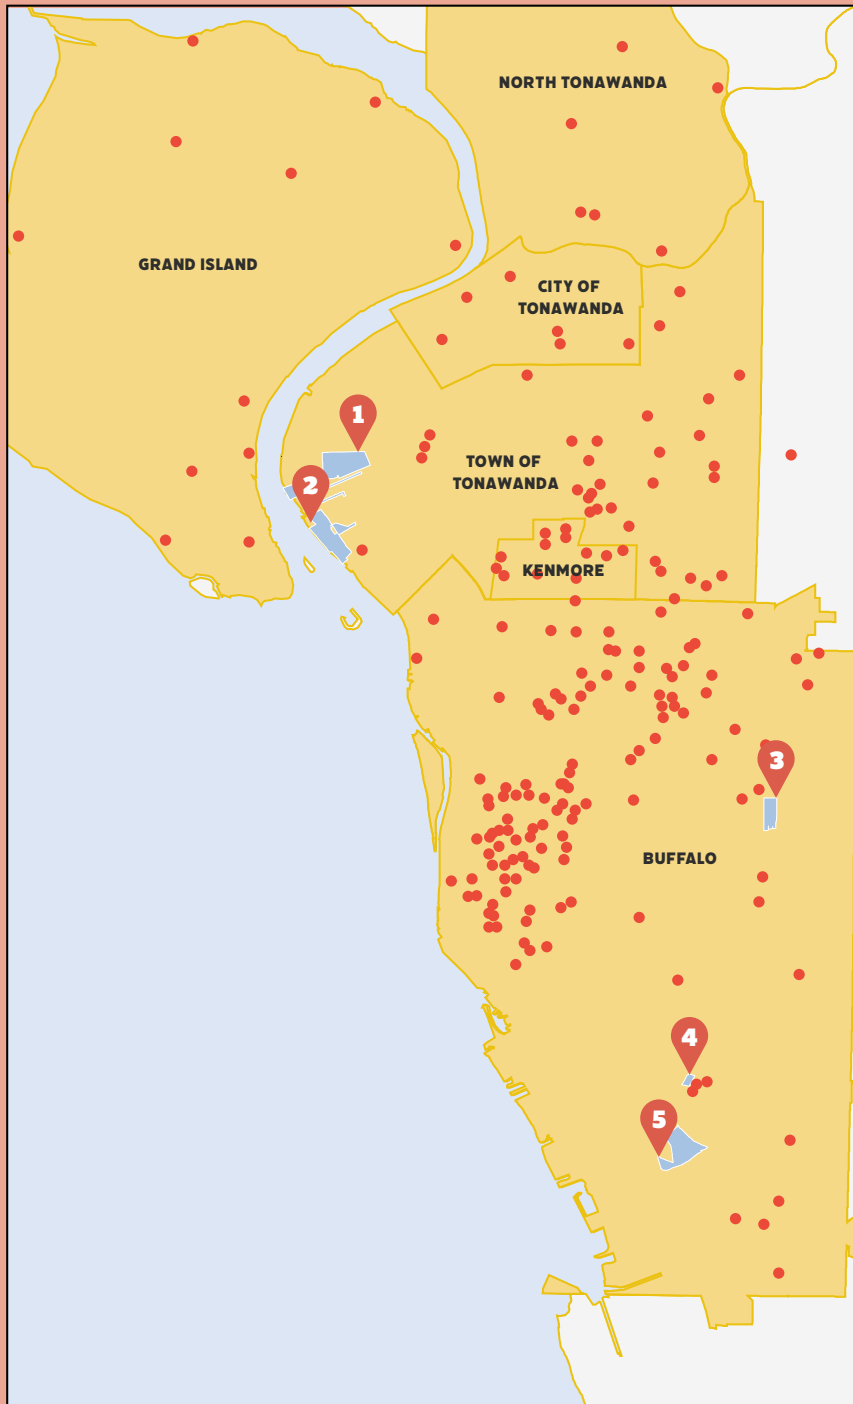 NORTH TONAWANDA
GRAND ISLAND
CITY OF
TONAWANDA
1
TOWN OF
TONAWANDA
2
KENMORE
3
BUFFALO
4
5